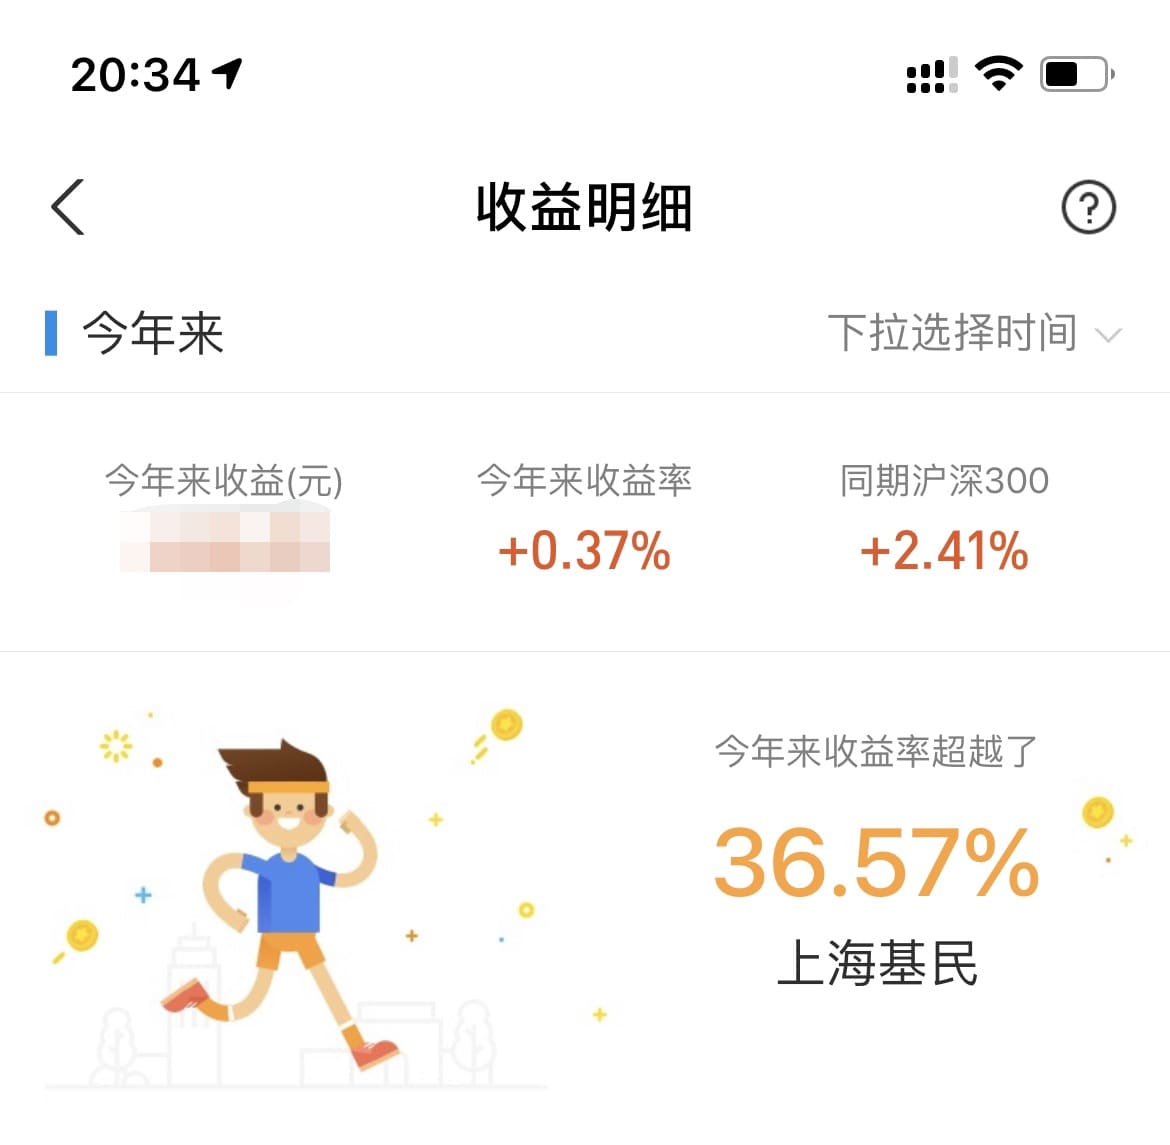 20:34
收益明细
今年来
下拉选择时间
今年来收益(元)
今年来收益率
同期沪深300
+0.37%
+2.41%
今年来收益率超越了
36.57%
上海基民